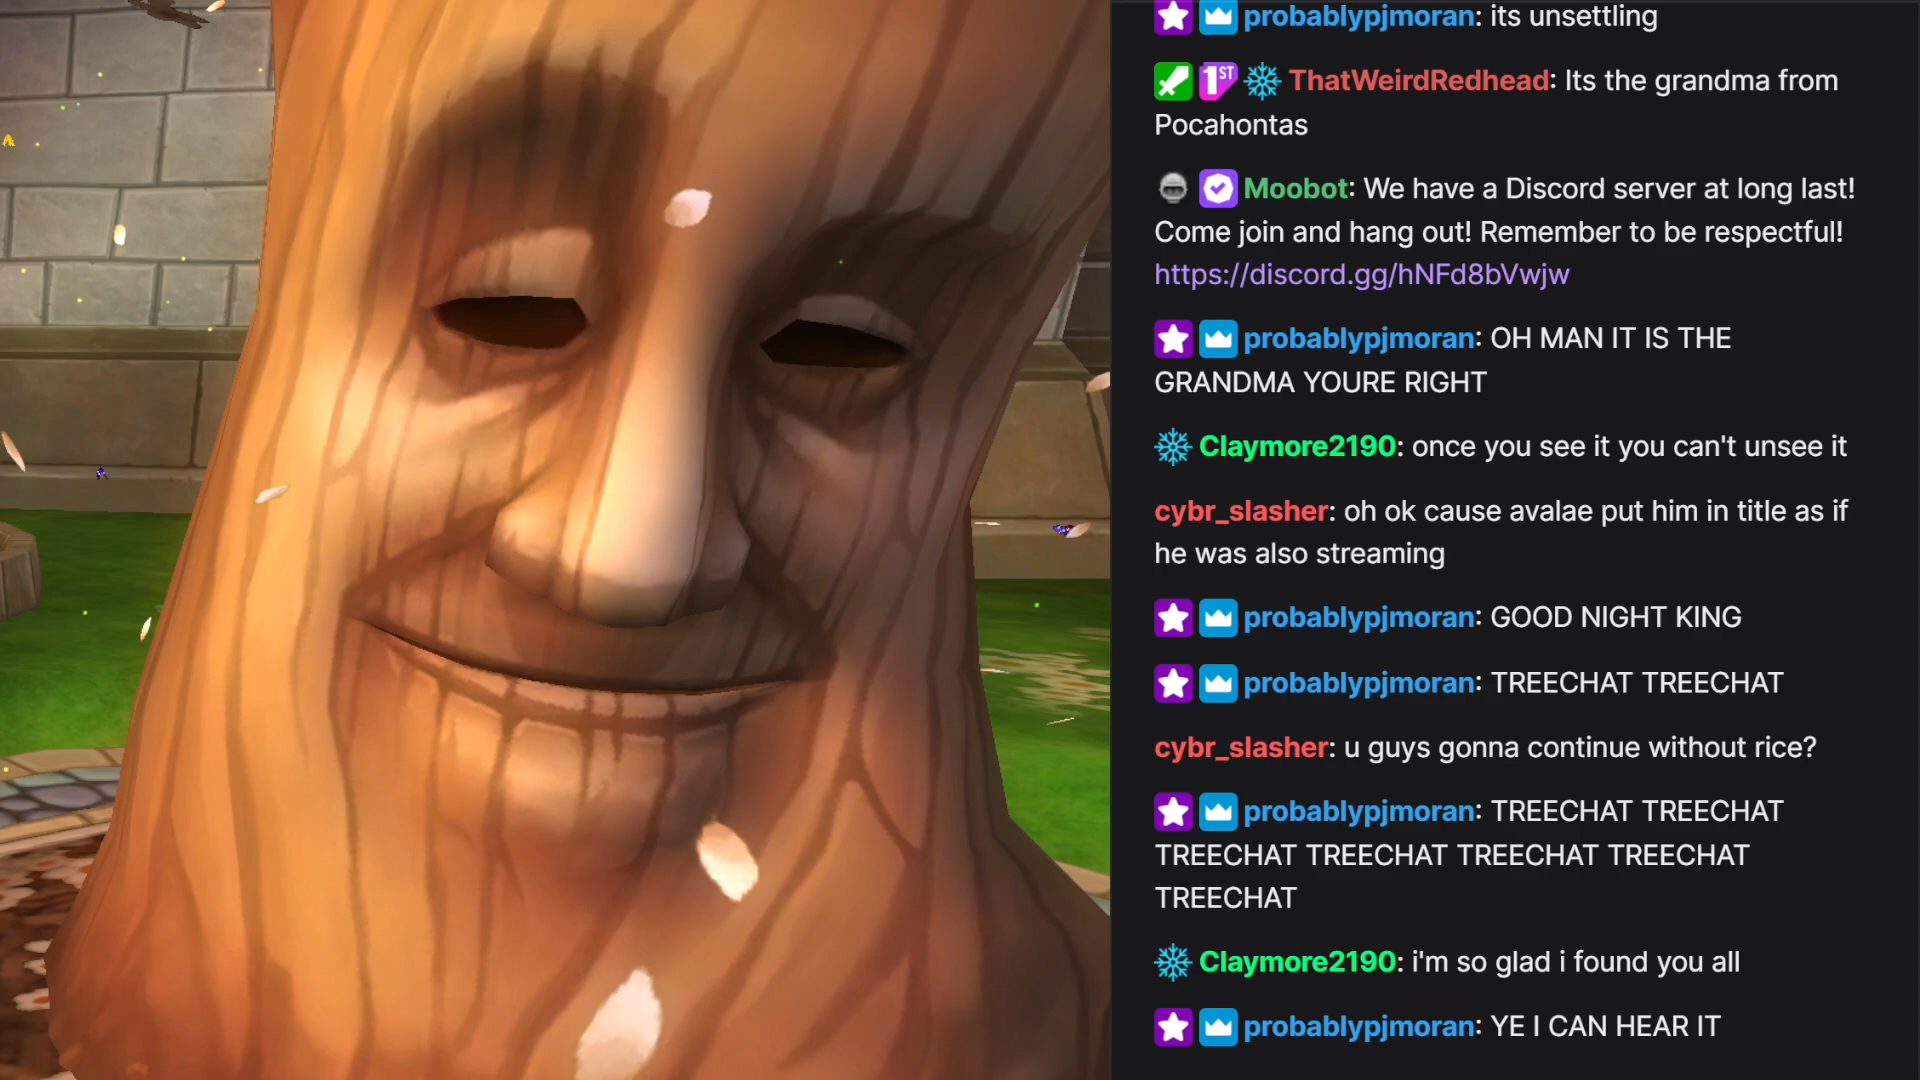 probablypjmoran: its unsettling
1ST ThatWeirdRedhead: Its the grandma from
Pocahontas
Moobot: We have a Discord server at long last!
Come join and hang out! Remember to be respectful!
https://discord.gg/hNFd8bVwjw
probablypjmoran: OH MAN IT IS THE
GRANDMA YOURE RIGHT
Claymore2190: once you see it you can't unsee it
cybr_slasher: oh ok cause avalae put him in title as if
he was also streaming
probablypjmoran: GOOD NIGHT KING
probablypjmoran: TREECHAT TREECHAT
cybr_slasher: u guys gonna continue without rice?
probablypjmoran: TREECHAT TREECHAT
TREECHAT TREECHAT TREECHAT TREECHAT
TREECHAT
Claymore2190: i'm so glad i found you all
probablypjmoran: YE I CAN HEAR IT